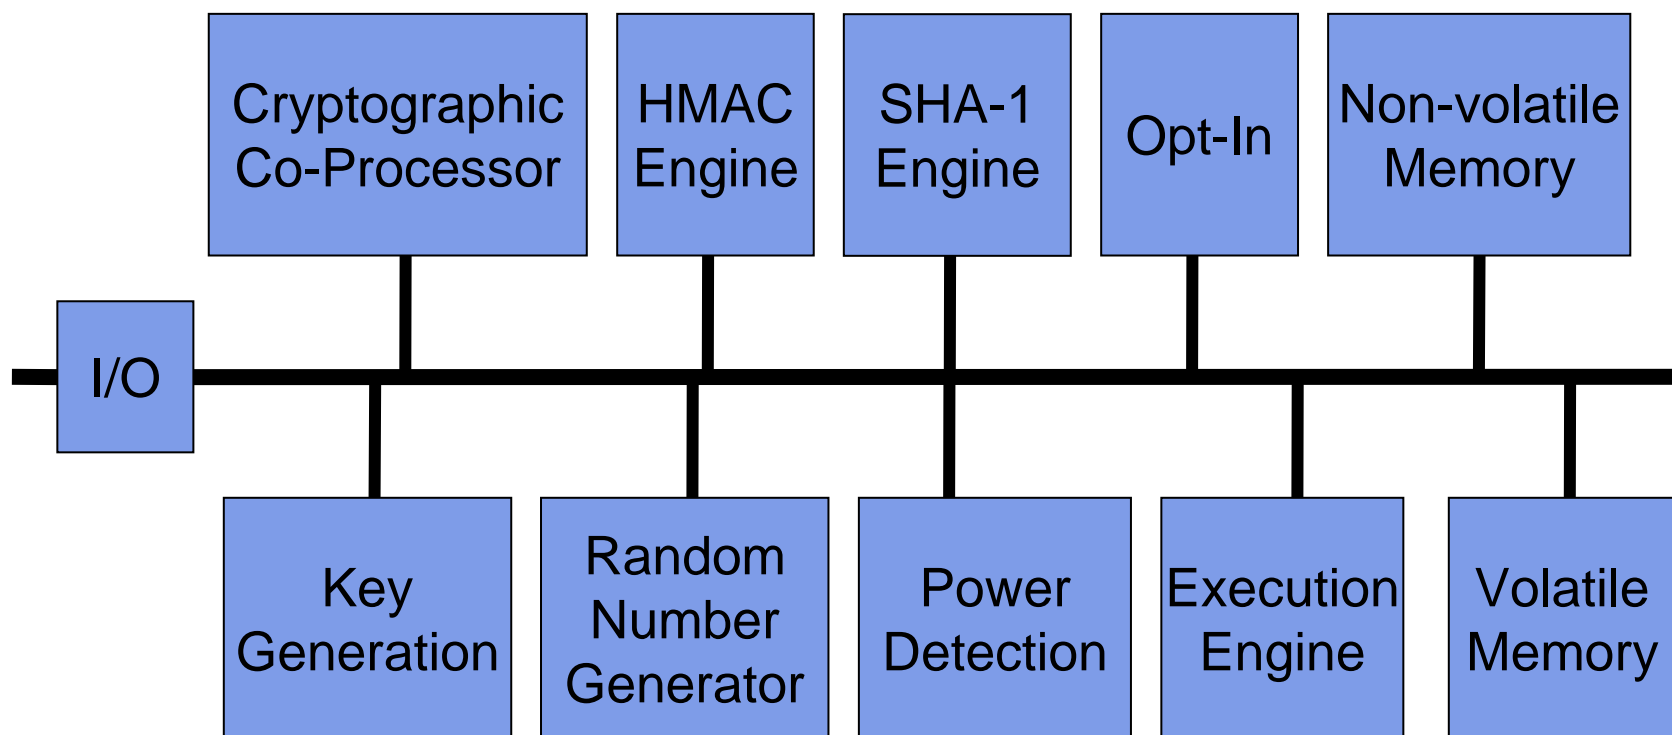 Cryptographic
Co-Processor
HMAC
Engine
SHA-1
Engine
Opt-In
Non-volatile
Memory
I/O
Key
Generation
Random
Number
Generator
Power
Detection
Execution
Engine
Volatile
Memory